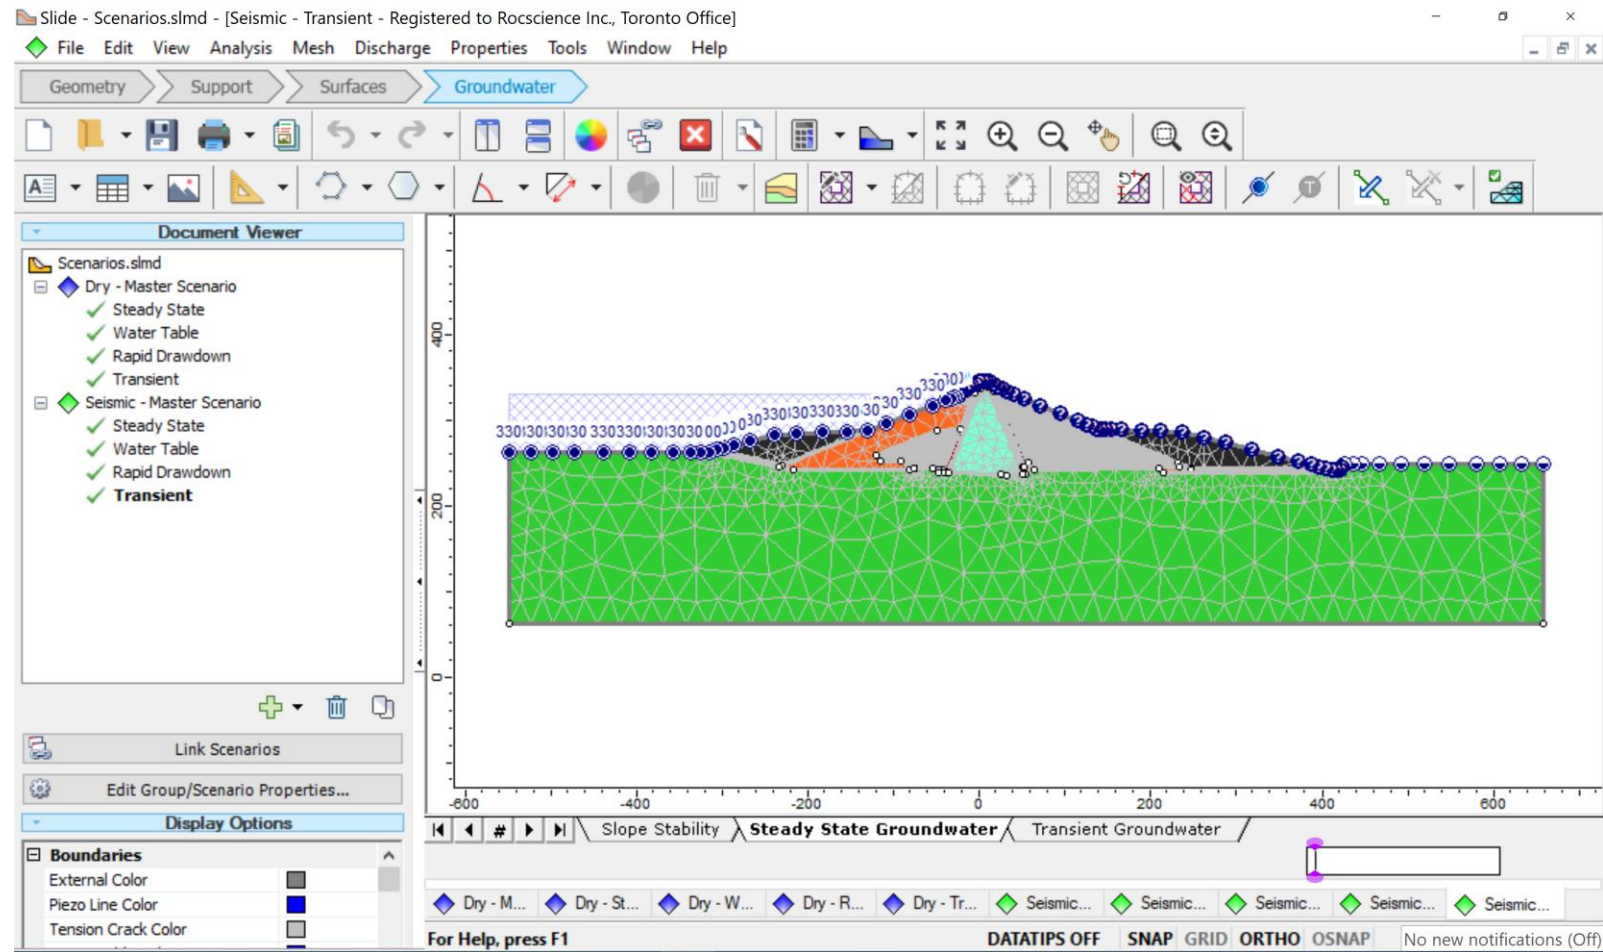 Slide - Scenarios.slmd - [Seismic - Transient - Registered to Rocscience Inc., Toronto Office]
File Edit View Analysis Mesh Discharge Properties Tools Window Help
Geometry Support Surfaces Groundwater
Document Viewer
Scenarios.slmd
Dry - Master Scenario
Steady State
Water Table
Rapid Drawdown
Transient
Seismic - Master Scenario
Steady State
Water Table
Rapid Drawdown
Transient
Link Scenarios
Edit Group/Scenario Properties...
Display Options
Boundaries
External Color
Piezo Line Color
Tension Crack Color
400
200
0
-600 -400 -200 0 200 400 600
# Slope Stability Steady State Groundwater Transient Groundwater
Dry - M... Dry - St... Dry - W... Dry - R... Dry - Tr... Seismic... Seismic... Seismic... Seismic... Seismic...
For Help, press F1 DATATIPS OFF SNAP GRID ORTHO OSNAP No new notifications (Off)